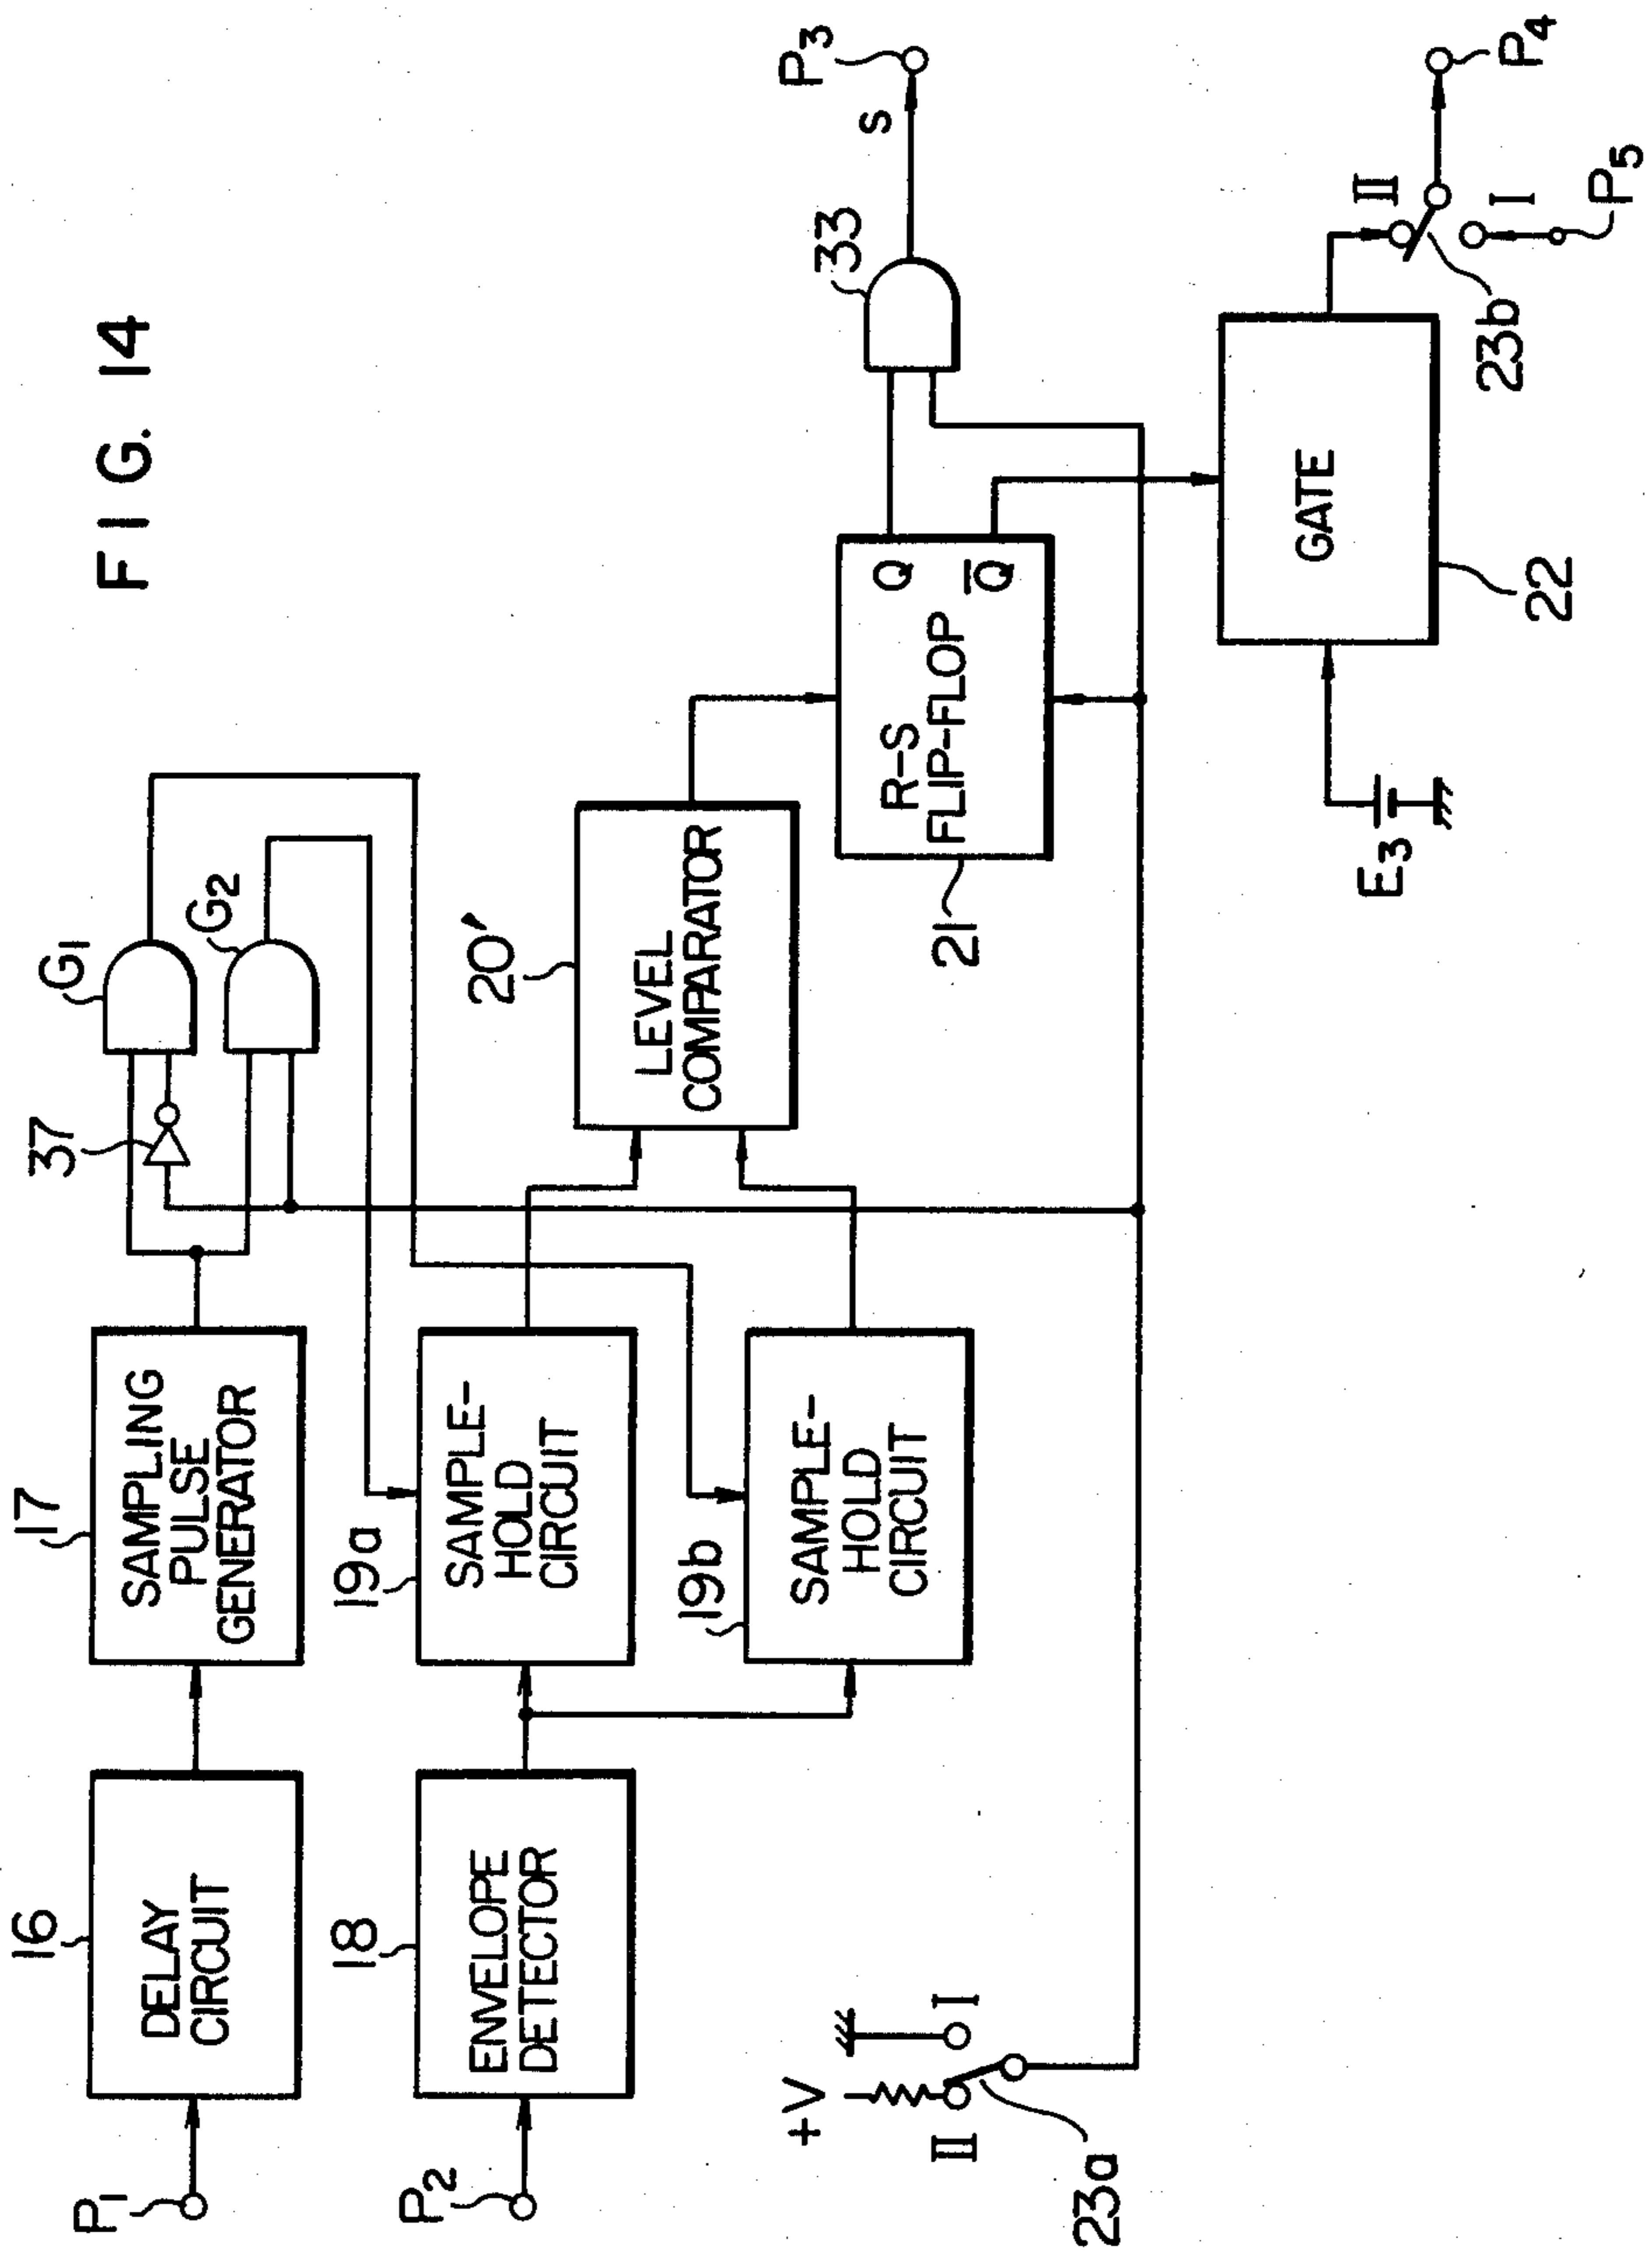 FIG. 14
P1
16
DELAY
CIRCUIT
17
SAMPLING
PULSE
GENERATOR
37
G1
G2
P2
18
ENVELOPE
DETECTOR
19a
SAMPLE-
HOLD
CIRCUIT
19b
SAMPLE-
HOLD
CIRCUIT
20'
LEVEL
COMPARATOR
21
R-S
FLIP-FLOP
Q
Q̅
33
S
P3
+V
II
I
23a
E3
GATE
22
II
I
23b
P4
P5